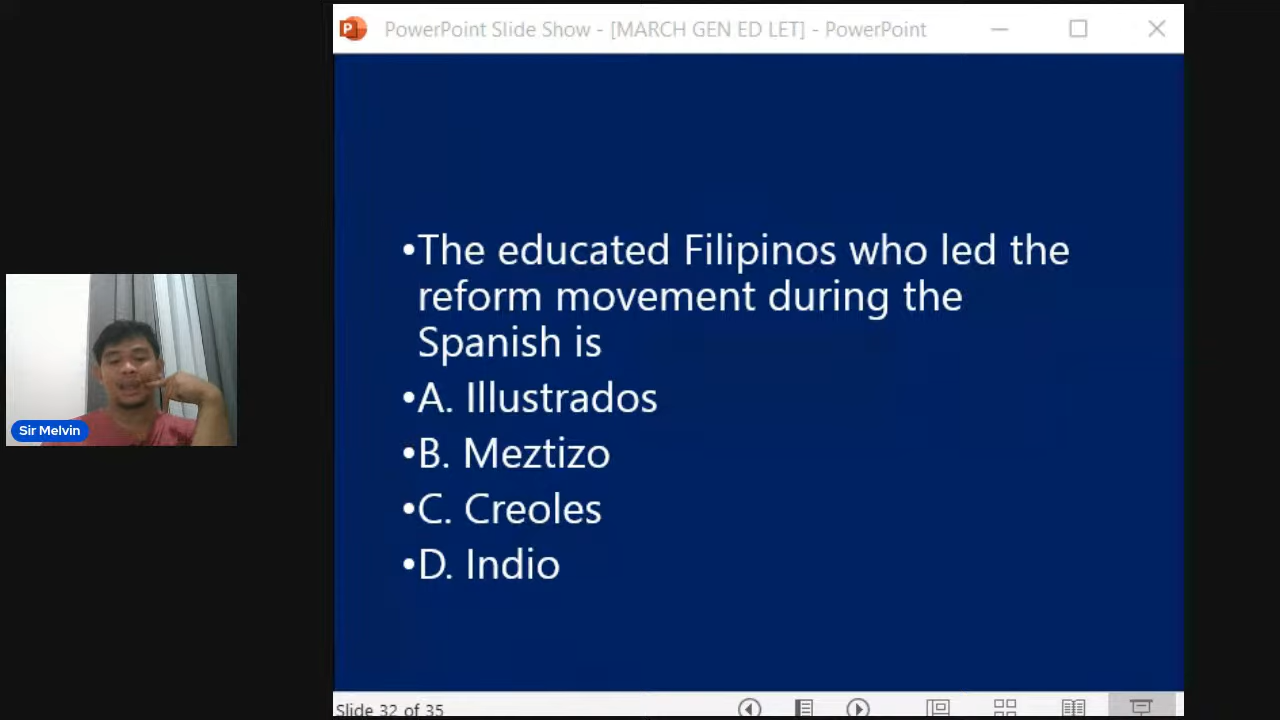 PowerPoint Slide Show - [MARCH GEN ED LET] - PowerPoint
•The educated Filipinos who led the
reform movement during the
Spanish is
•A. Illustrados
•B. Meztizo
•C. Creoles
•D. Indio
Sir Melvin
Slide 32 of 35